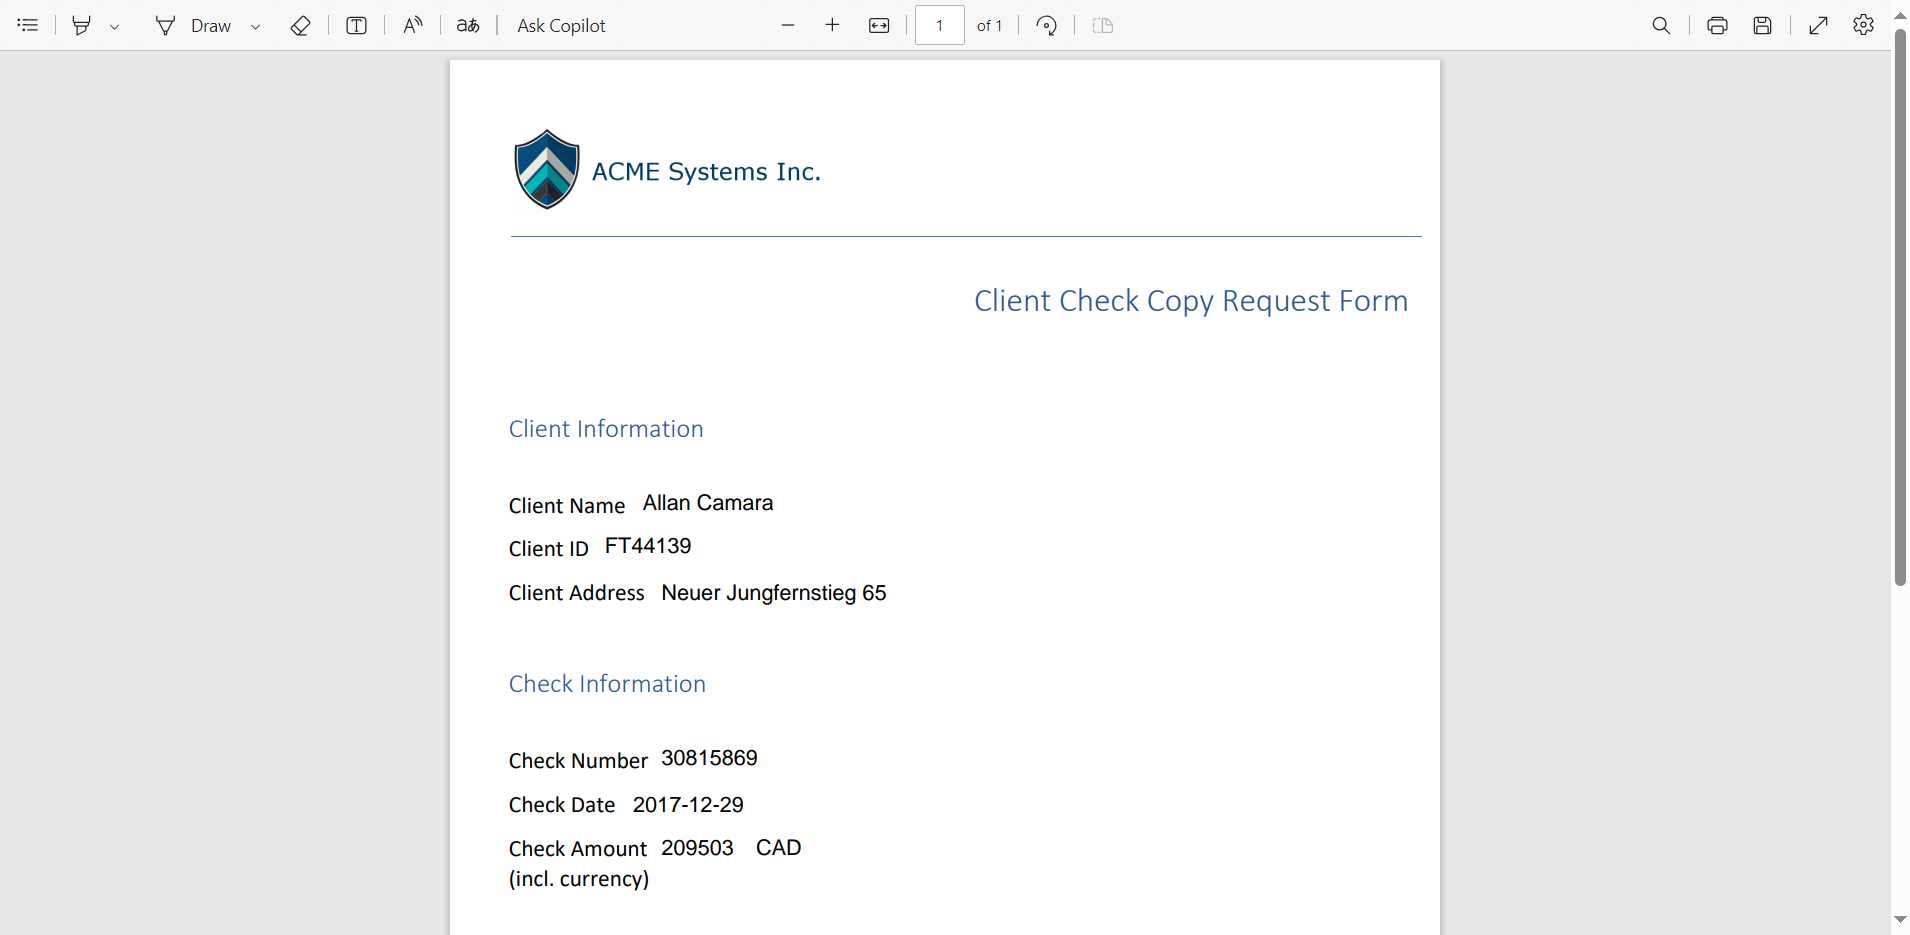 Draw
aあ
Ask Copilot
1 of 1
ACME Systems Inc.
Client Check Copy Request Form
Client Information
Client Name Allan Camara
Client ID FT44139
Client Address Neuer Jungfernstieg 65
Check Information
Check Number 30815869
Check Date 2017-12-29
Check Amount 209503 CAD
(incl. currency)